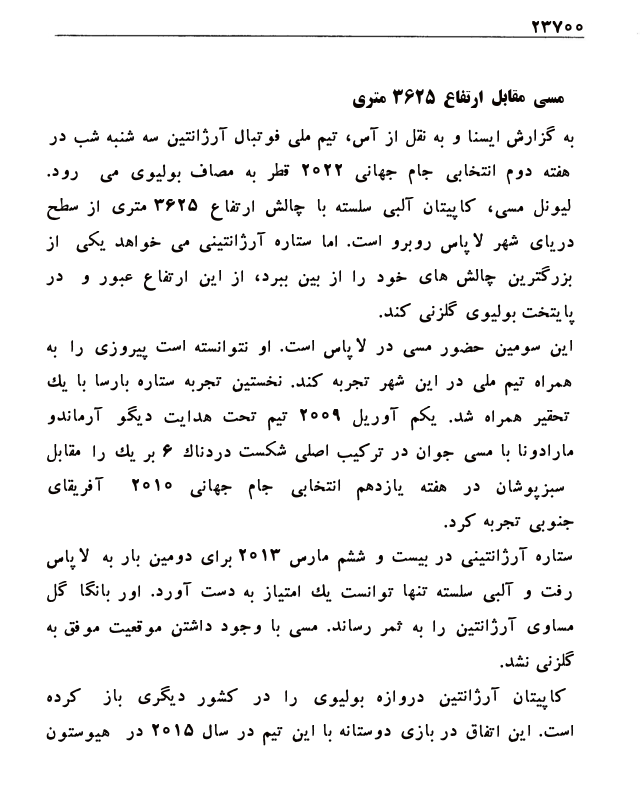 ۲۳۷۰۰
مسی مقابل ارتفاع ۳۶۲۵ متری
به گزارش ایسنا و به نقل از آس، تیم ملی فوتبال آرژانتین سه شنبه شب در
هفته دوم انتخابی جام جهانی ۲۰۲۲ قطر به مصاف بولیوی می رود.
لیونل مسی، کاپیتان آلبی سلسته با چالش ارتفاع ۳۶۲۵ متری از سطح
دریای شهر لاپاس روبرو است. اما ستاره آرژانتینی می خواهد یکی از
بزرگترین چالش های خود را از بین ببرد، از این ارتفاع عبور و در
پایتخت بولیوی گلزنی کند.
این سومین حضور مسی در لاپاس است. او نتوانسته است پیروزی را به
همراه تیم ملی در این شهر تجربه کند. نخستین تجربه ستاره بارسا با یك
تحقیر همراه شد. یکم آوریل ۲۰۰۹ تیم تحت هدایت دیگو آرماندو
مارادونا با مسی جوان در ترکیب اصلی شکست دردناك ۶ بر یك را مقابل
سبزپوشان در هفته یازدهم انتخابی جام جهانی ۲۰۱۰ آفریقای
جنوبی تجربه کرد.
ستاره آرژانتینی در بیست و ششم مارس ۲۰۱۳ برای دومین بار به لاپاس
رفت و آلبی سلسته تنها توانست یك امتیاز به دست آورد. اور بانگا گل
مساوی آرژانتین را به ثمر رساند. مسی با وجود داشتن موقعیت موفق به
گلزنی نشد.
کاپیتان آرژانتین دروازه بولیوی را در کشور دیگری باز کرده
است. این اتفاق در بازی دوستانه با این تیم در سال ۲۰۱۵ در هیوستون